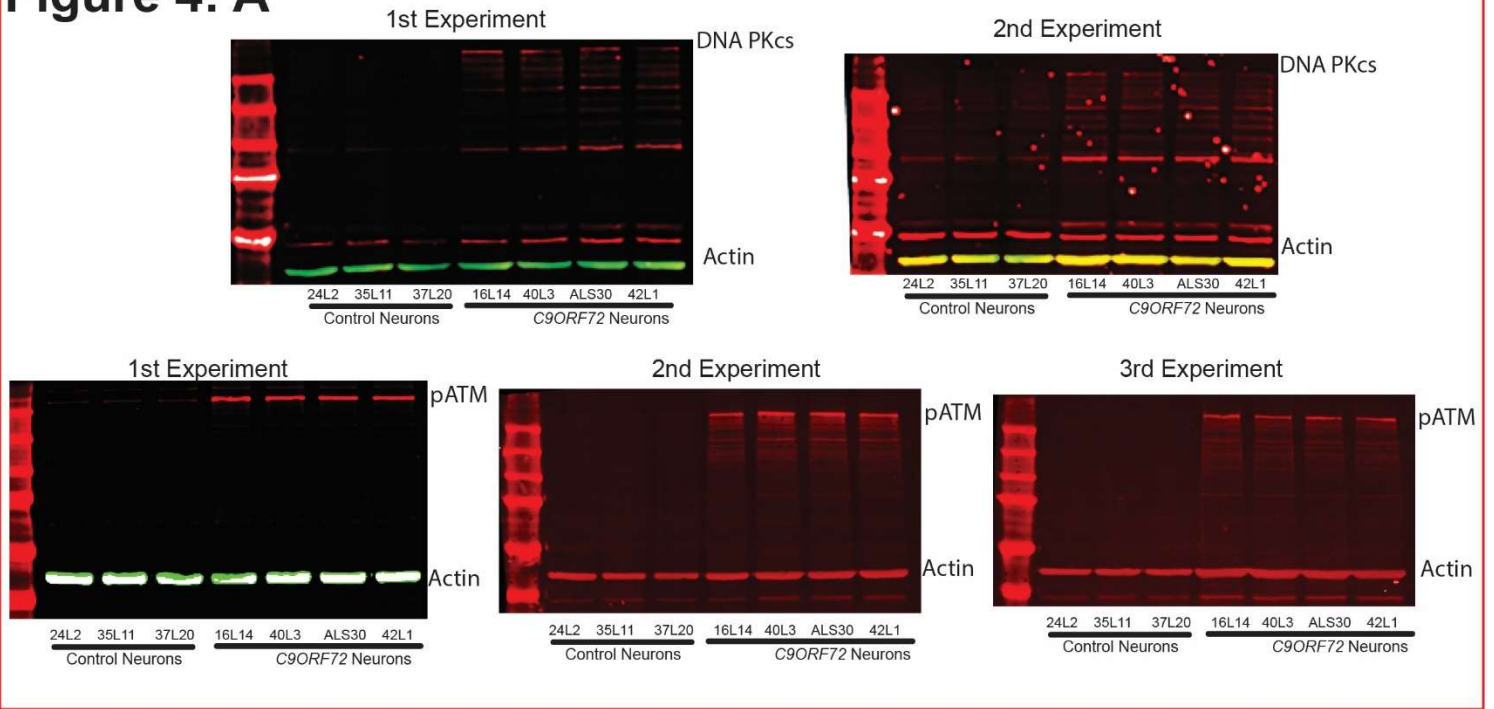 Figure 4: A
1st Experiment
DNA PKcs
Actin
24L2 35L11 37L20 16L14 40L3 ALS30 42L1
Control Neurons C9ORF72 Neurons
2nd Experiment
DNA PKcs
Actin
24L2 35L11 37L20 16L14 40L3 ALS30 42L1
Control Neurons C9ORF72 Neurons
1st Experiment
pATM
Actin
24L2 35L11 37L20 16L14 40L3 ALS30 42L1
Control Neurons C9ORF72 Neurons
2nd Experiment
pATM
Actin
24L2 35L11 37L20 16L14 40L3 ALS30 42L1
Control Neurons C9ORF72 Neurons
3rd Experiment
pATM
Actin
24L2 35L11 37L20 16L14 40L3 ALS30 42L1
Control Neurons C9ORF72 Neurons